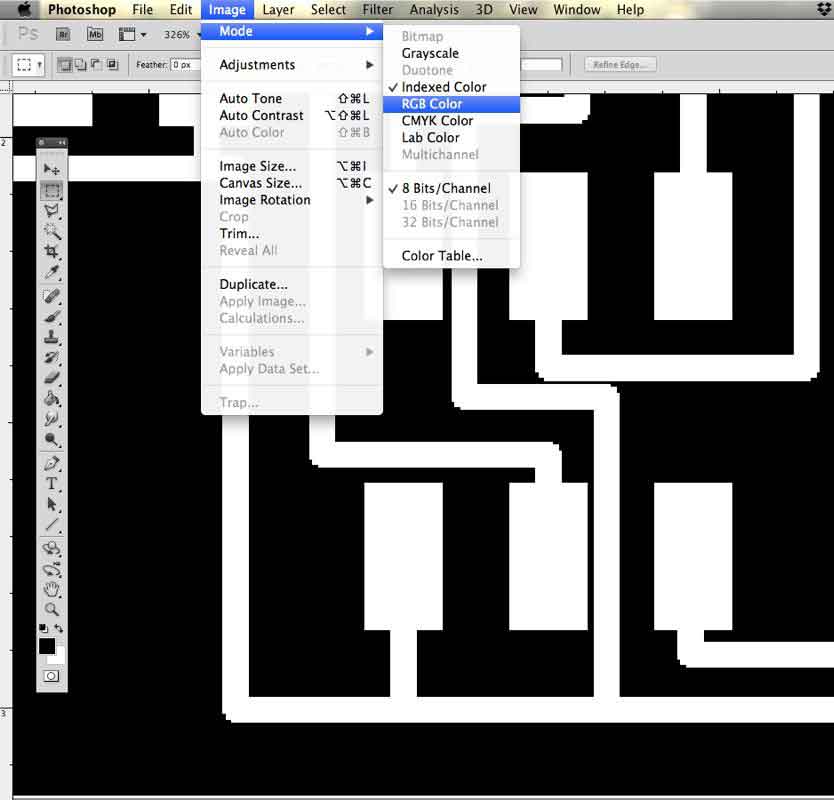 Photoshop File Edit Image Layer Select Filter Analysis 3D View Window Help
Ps Br Mb 326%
Feather: 0 px Refine Edge...
Mode
Adjustments
Auto Tone ⇧⌘L
Auto Contrast ⌥⇧⌘L
Auto Color ⇧⌘B
Image Size... ⌥⌘I
Canvas Size... ⌥⌘C
Image Rotation
Crop
Trim...
Reveal All
Duplicate...
Apply Image...
Calculations...
Variables
Apply Data Set...
Trap...
Bitmap
Grayscale
Duotone
✓ Indexed Color
RGB Color
CMYK Color
Lab Color
Multichannel
✓ 8 Bits/Channel
16 Bits/Channel
32 Bits/Channel
Color Table...
2
T
3